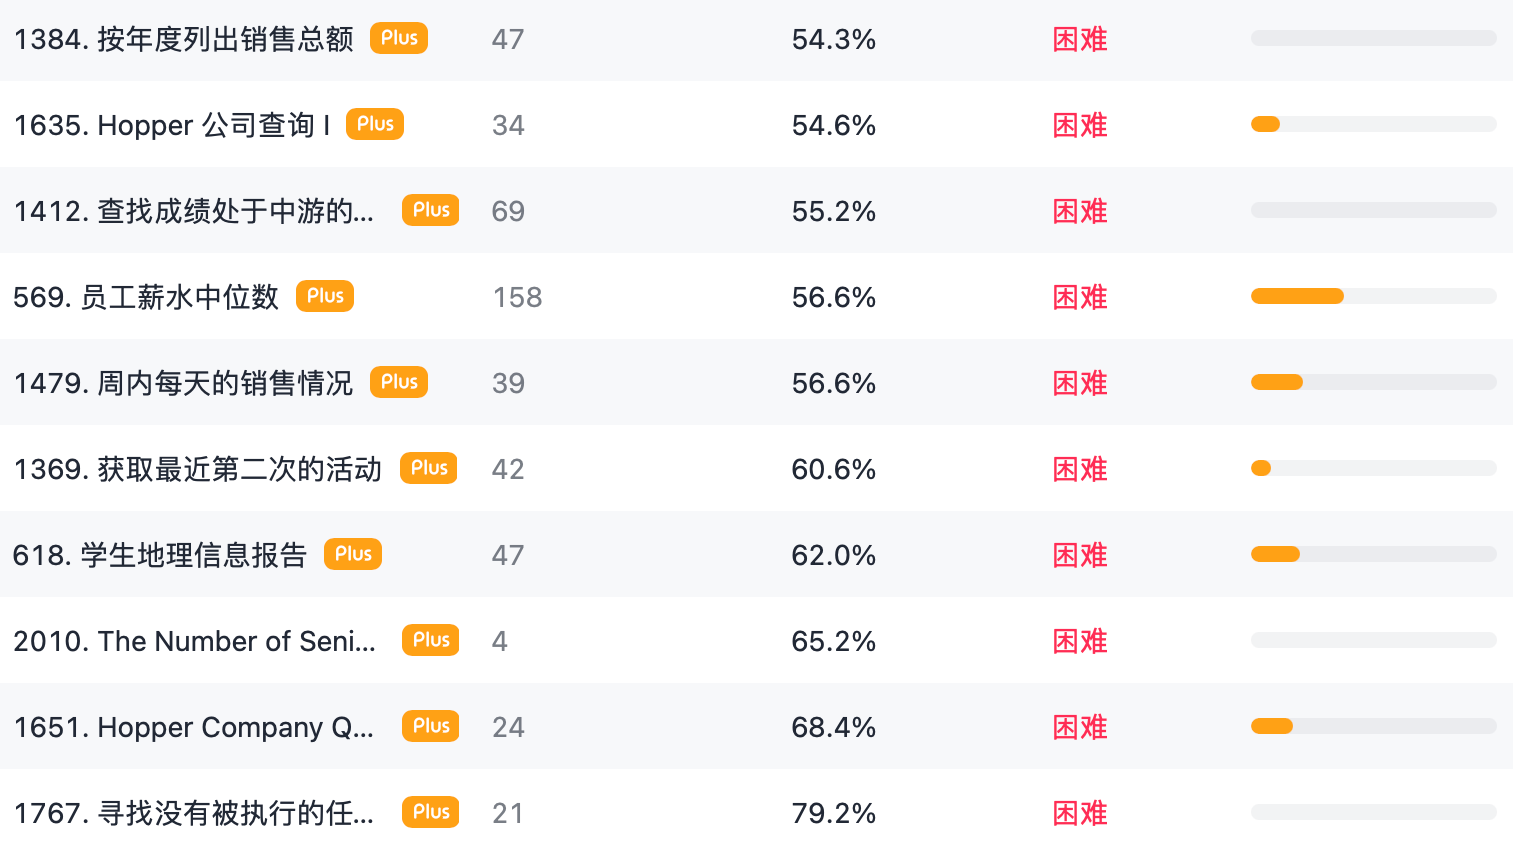 1384. 按年度列出销售总额 Plus 47 54.3% 困难
1635. Hopper 公司查询 I Plus 34 54.6% 困难
1412. 查找成绩处于中游的... Plus 69 55.2% 困难
569. 员工薪水中位数 Plus 158 56.6% 困难
1479. 周内每天的销售情况 Plus 39 56.6% 困难
1369. 获取最近第二次的活动 Plus 42 60.6% 困难
618. 学生地理信息报告 Plus 47 62.0% 困难
2010. The Number of Seni... Plus 4 65.2% 困难
1651. Hopper Company Q... Plus 24 68.4% 困难
1767. 寻找没有被执行的任... Plus 21 79.2% 困难